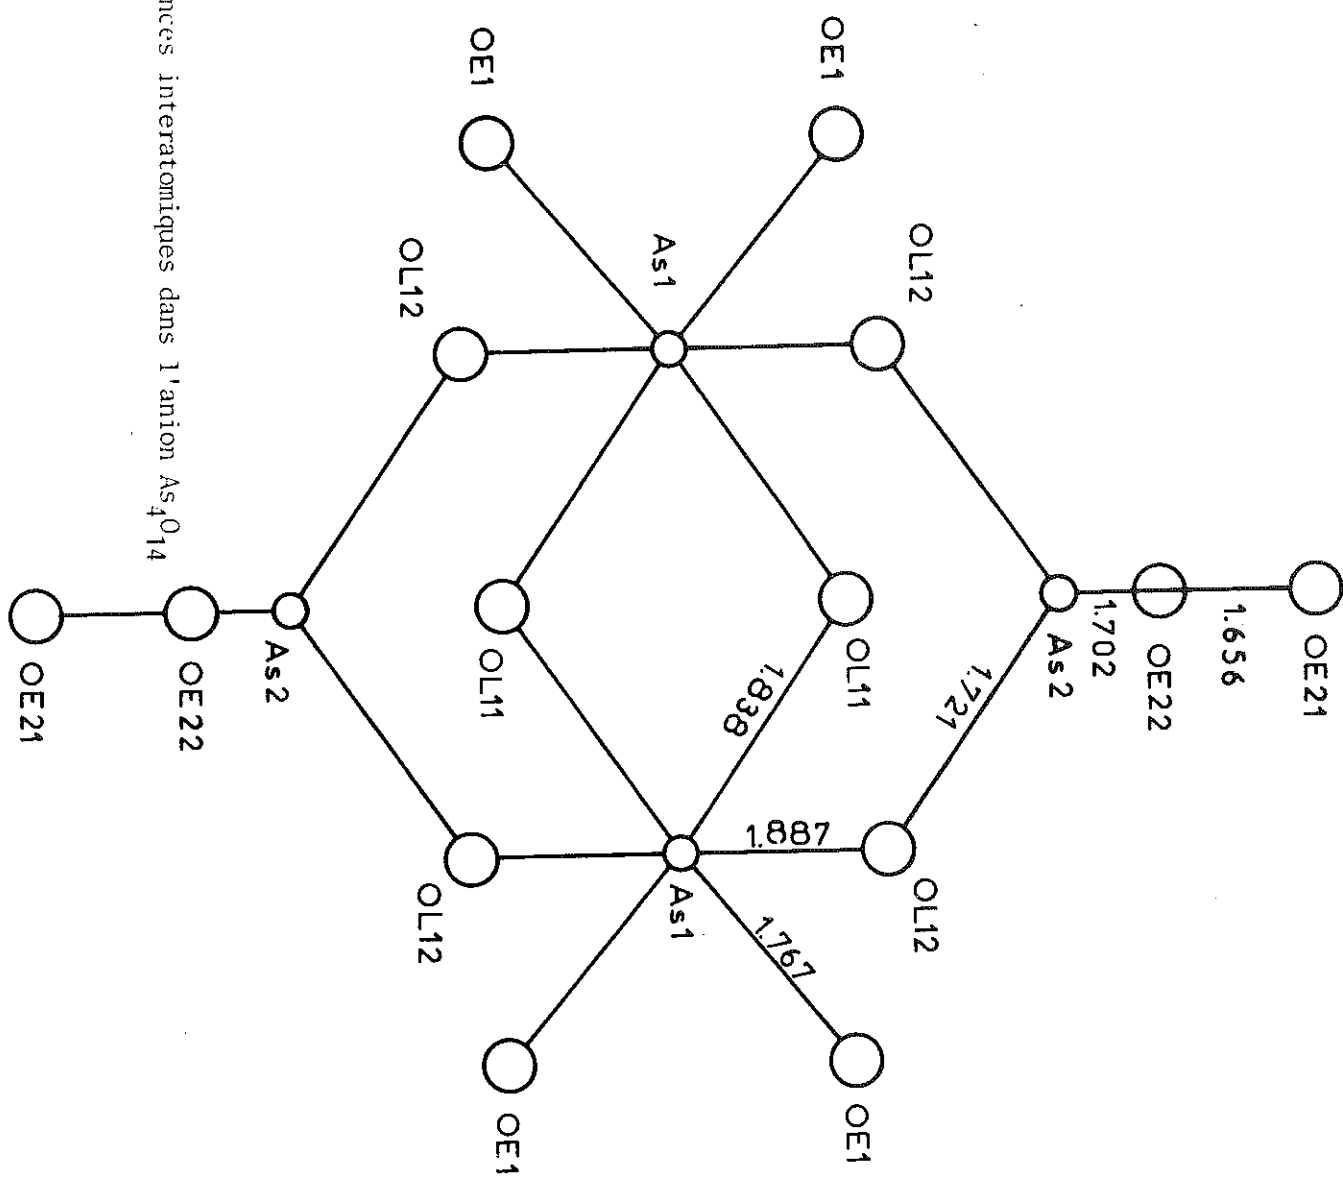 OE21
1.656
OE22
1.702
As2
1.721
OL12
OL12
OE1
OL11
OE1
1.838
1.887
1.767
As1
As1
OE1
OL11
OE1
OL12
OL12
As2
OE22
OE21
nces interatomiques dans l'anion As₄O₁₄